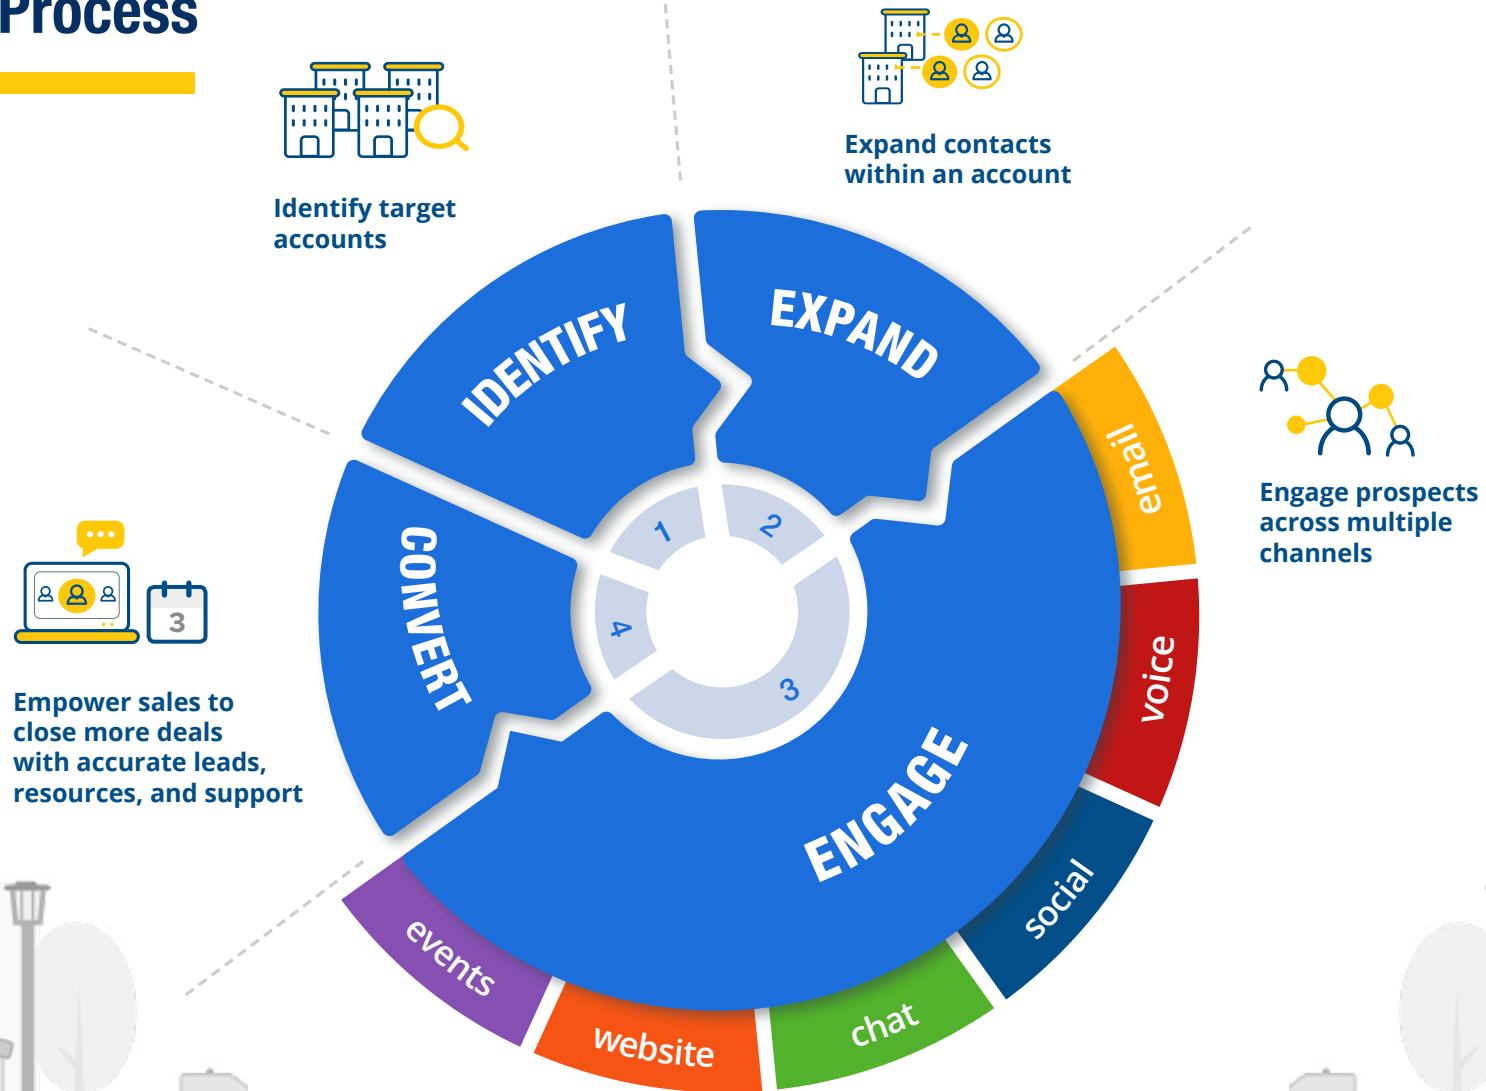 Process
Identify target
accounts
Expand contacts
within an account
Engage prospects
across multiple
channels
Empower sales to
close more deals
with accurate leads,
resources, and support
3
IDENTIFY
EXPAND
ENGAGE
CONVERT
1
2
3
4
email
voice
social
chat
website
events